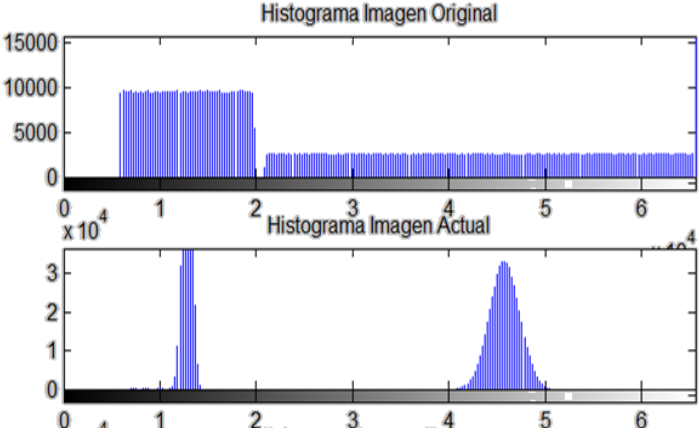 Histograma Imagen Original
15000
10000
5000
0
0 1 2 3 4 5 6
x 10^4
Histograma Imagen Actual
3
2
1
0
0 1 2 3 4 5 6